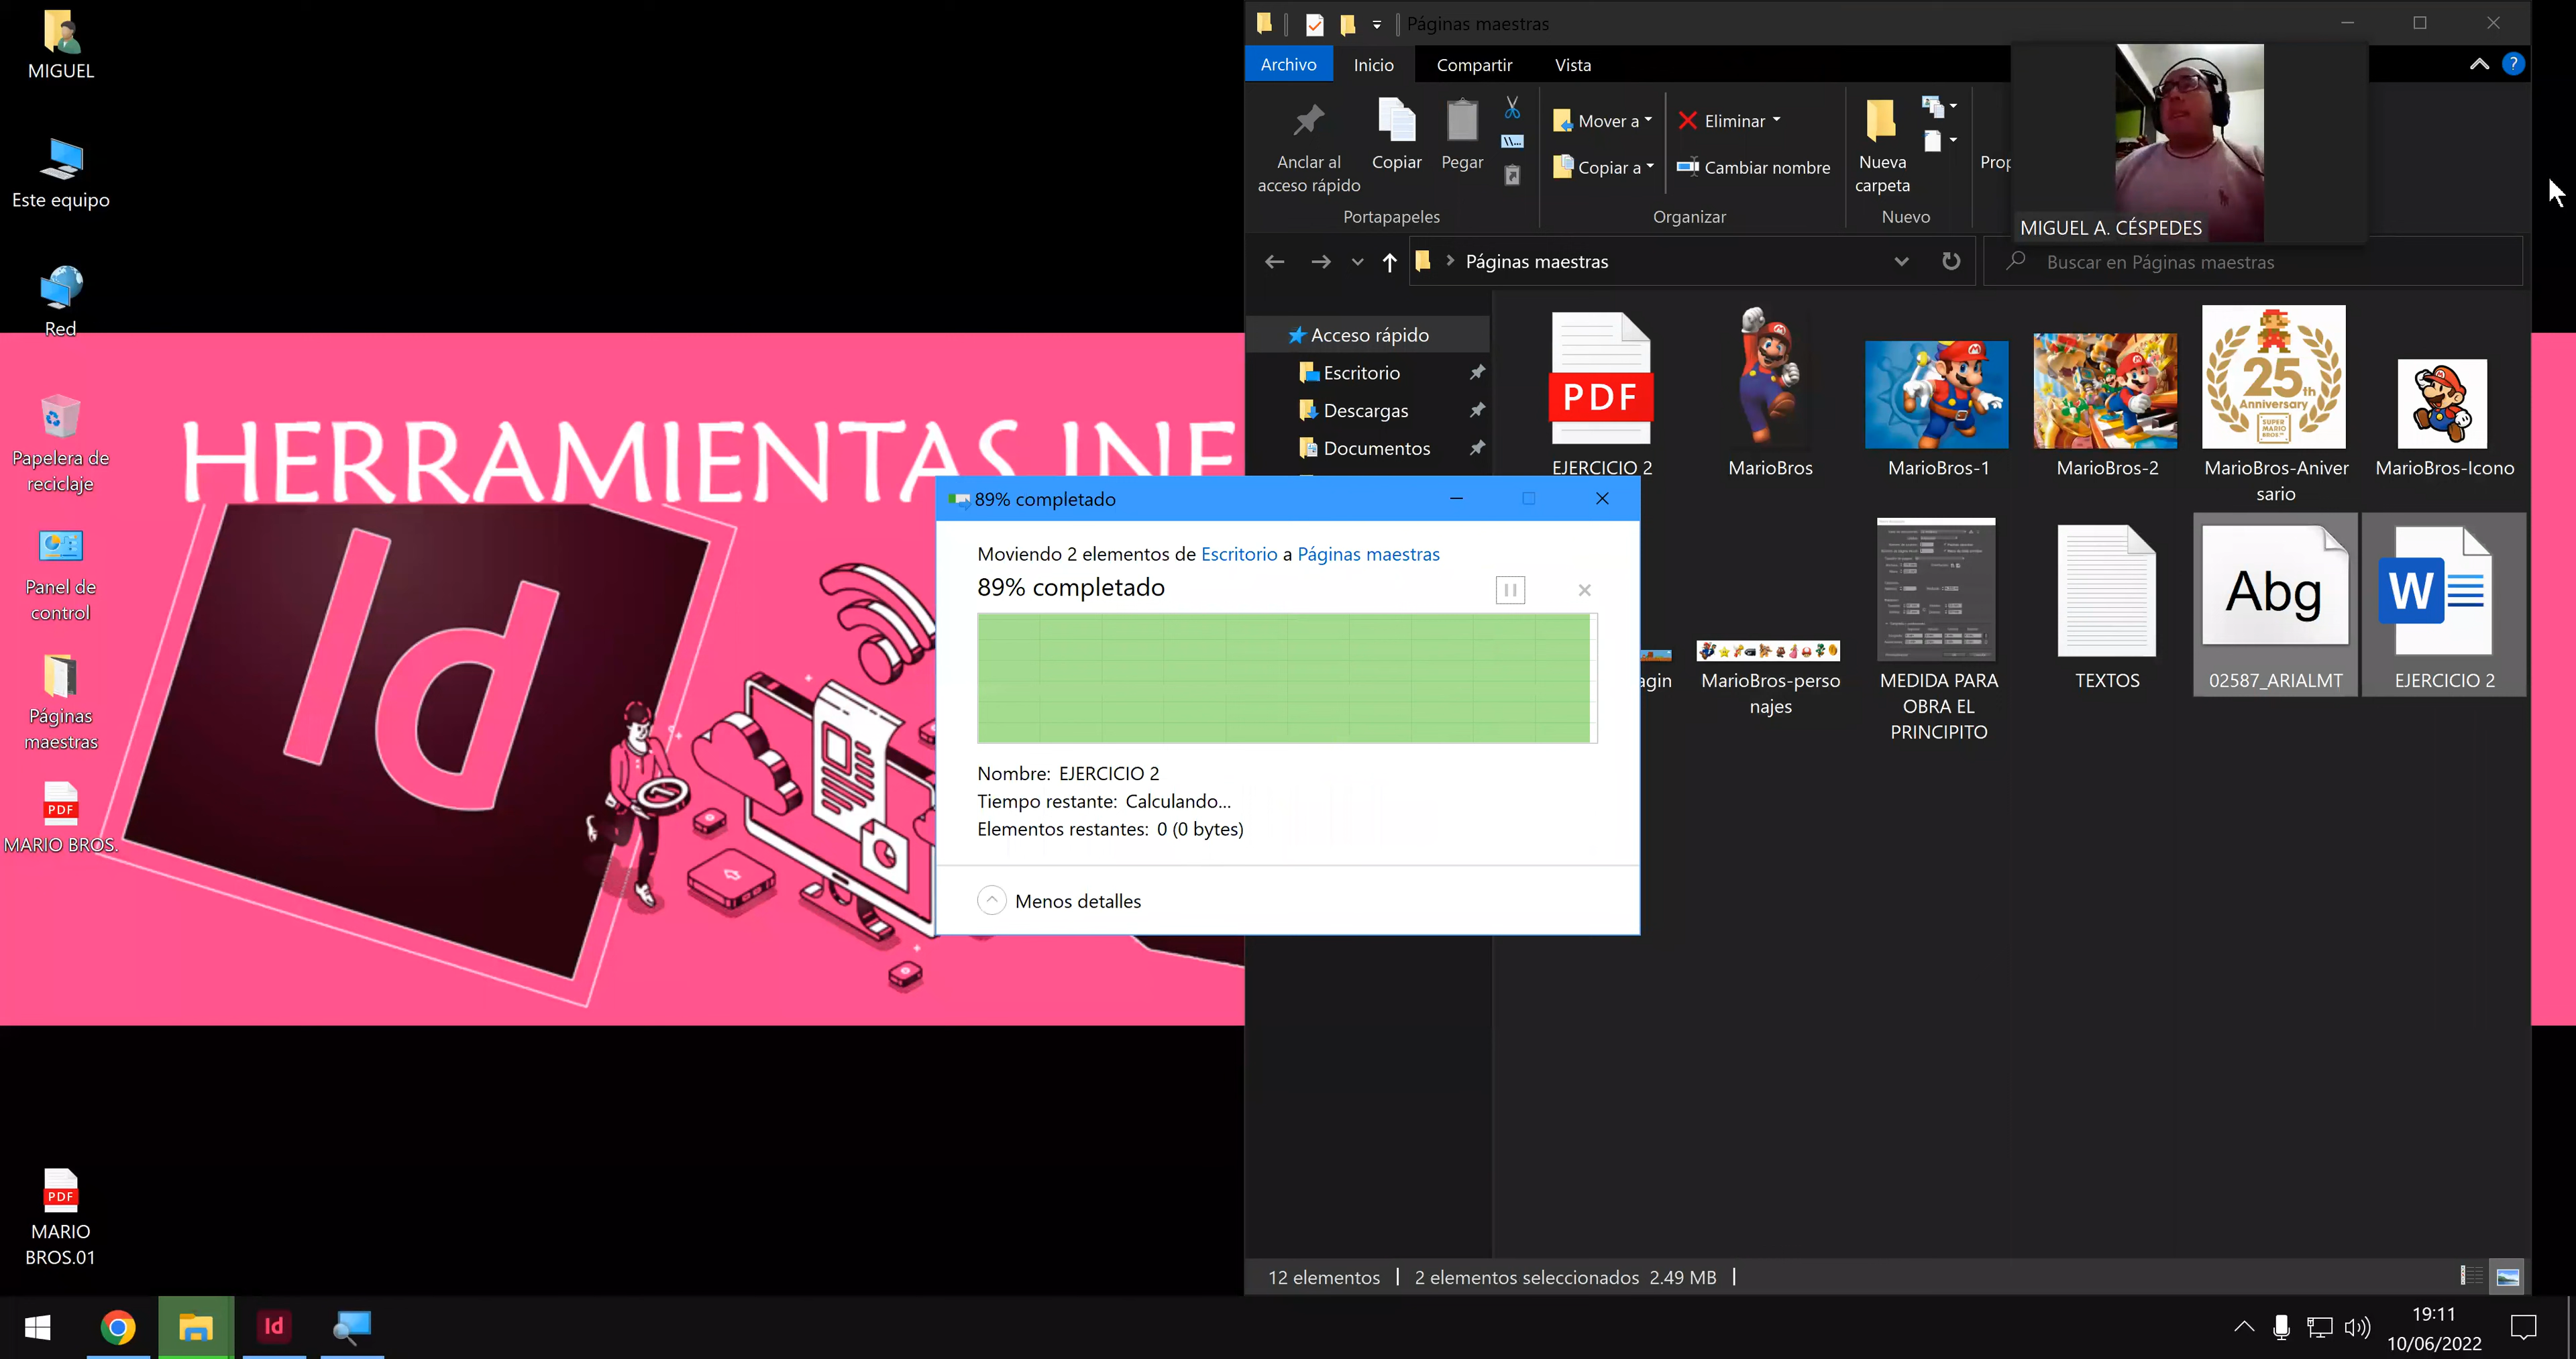 MIGUEL
Este equipo
Red
Papelera de
reciclaje
Panel de
control
Páginas
maestras
PDF
MARIO BROS.
PDF
MARIO
BROS.01
HERRAMIENTAS INF
Id
Páginas maestras
Archivo
Inicio
Compartir
Vista
Anclar al
acceso rápido
Copiar
Pegar
Portapapeles
Mover a
Copiar a
Eliminar
Cambiar nombre
Organizar
Nueva
carpeta
Nuevo
Prop
MIGUEL A. CÉSPEDES
Páginas maestras
Buscar en Páginas maestras
Acceso rápido
Escritorio
Descargas
Documentos
PDF
EJERCICIO 2
MarioBros
MarioBros-1
MarioBros-2
25th
Anniversary
SUPER
MARIO
BROS.
MarioBros-Aniver
sario
MarioBros-Icono
agin
MarioBros-perso
najes
MEDIDA PARA
OBRA EL
PRINCIPITO
TEXTOS
Abg
02587_ARIALMT
W
EJERCICIO 2
89% completado
Moviendo 2 elementos de Escritorio a Páginas maestras
89% completado
Nombre: EJERCICIO 2
Tiempo restante: Calculando...
Elementos restantes: 0 (0 bytes)
Menos detalles
12 elementos
2 elementos seleccionados 2.49 MB
Id
19:11
10/06/2022